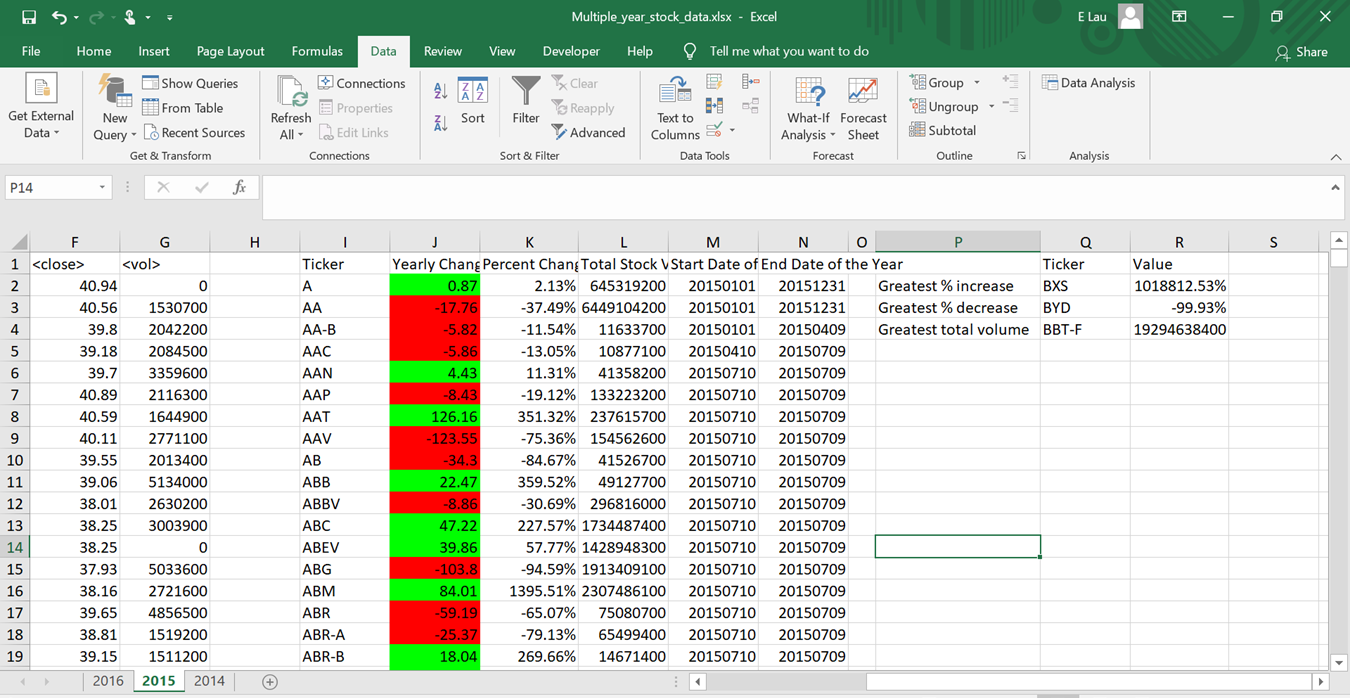 Multiple_year_stock_data.xlsx - Excel E Lau
File Home Insert Page Layout Formulas Data Review View Developer Help Tell me what you want to do Share
Get External Data
New Query
Show Queries
From Table
Recent Sources
Get & Transform
Refresh All
Connections
Properties
Edit Links
Connections
Sort
Filter
Clear
Reapply
Advanced
Sort & Filter
Text to Columns
Data Tools
What-If Analysis
Forecast Sheet
Forecast
Group
Ungroup
Subtotal
Outline
Data Analysis
Analysis
P14 fx
F G H I J K L M N O P Q R S
1 <close> <vol> Ticker Yearly Chang Percent Chang Total Stock V Start Date of End Date of the Year Ticker Value
2 40.94 0 A 0.87 2.13% 645319200 20150101 20151231 Greatest % increase BXS 1018812.53%
3 40.56 1530700 AA -17.76 -37.49% 6449104200 20150101 20151231 Greatest % decrease BYD -99.93%
4 39.8 2042200 AA-B -5.82 -11.54% 11633700 20150101 20150409 Greatest total volume BBT-F 19294638400
5 39.18 2084500 AAC -5.86 -13.05% 10877100 20150410 20150709
6 39.7 3359600 AAN 4.43 11.31% 41358200 20150710 20150709
7 40.89 2116300 AAP -8.43 -19.12% 133223200 20150710 20150709
8 40.59 1644900 AAT 126.16 351.32% 237615700 20150710 20150709
9 40.11 2771100 AAV -123.55 -75.36% 154562600 20150710 20150709
10 39.55 2013400 AB -34.3 -84.67% 41526700 20150710 20150709
11 39.06 5134000 ABB 22.47 359.52% 49127700 20150710 20150709
12 38.01 2630200 ABBV -8.86 -30.69% 296816000 20150710 20150709
13 38.25 3003900 ABC 47.22 227.57% 1734487400 20150710 20150709
14 38.25 0 ABEV 39.86 57.77% 1428948300 20150710 20150709
15 37.93 5033600 ABG -103.8 -94.59% 1913409100 20150710 20150709
16 38.16 2721600 ABM 84.01 1395.51% 2307486100 20150710 20150709
17 39.65 4856500 ABR -59.19 -65.07% 75080700 20150710 20150709
18 38.81 1519200 ABR-A -25.37 -79.13% 65499400 20150710 20150709
19 39.15 1511200 ABR-B 18.04 269.66% 14671400 20150710 20150709
2016 2015 2014